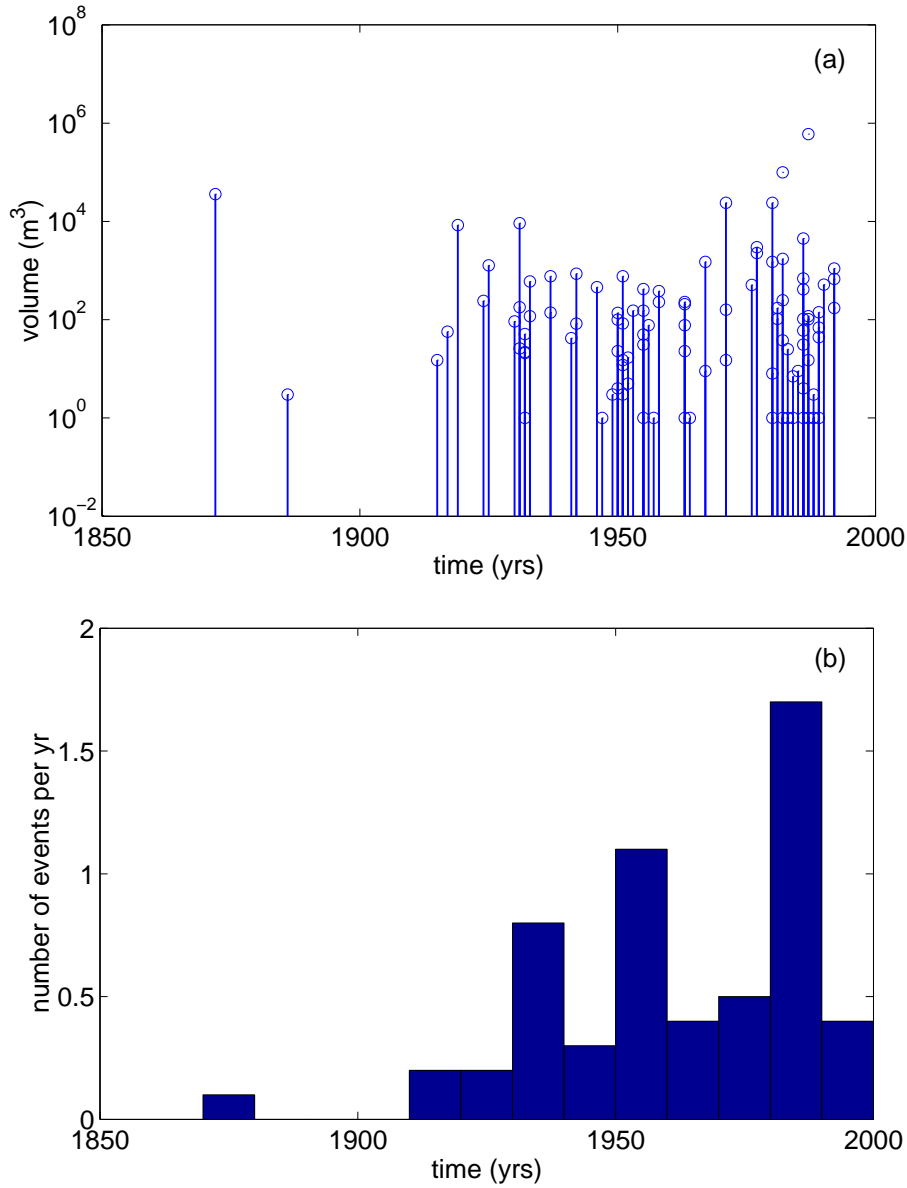 10^8
(a)
10^6
10^4
10^2
10^0
10^-2
volume (m^3)
1850 1900 1950 2000
time (yrs)
2
(b)
1.5
1
0.5
0
number of events per yr
1850 1900 1950 2000
time (yrs)